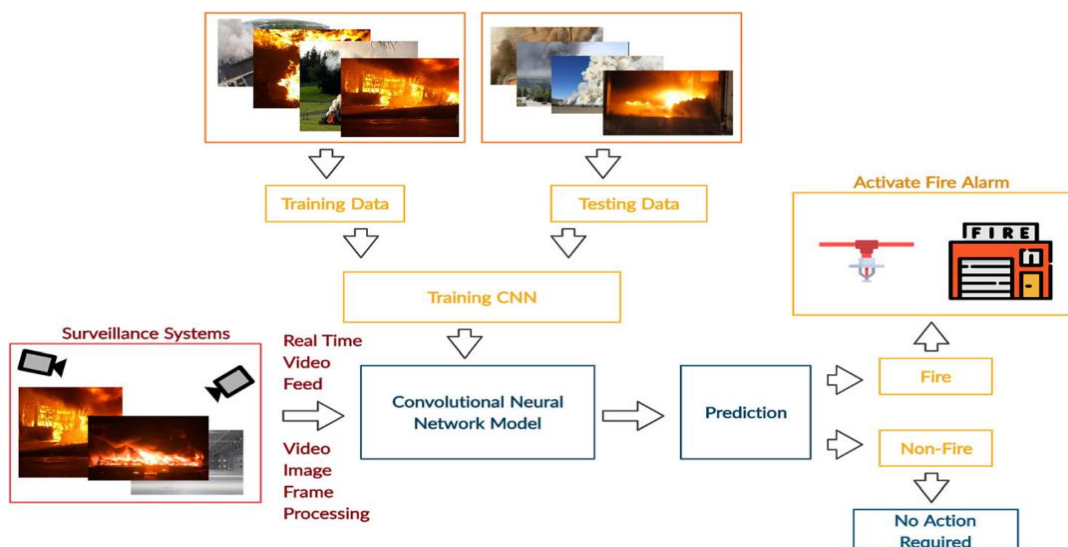 Training Data
Testing Data
Activate Fire Alarm
FIRE
Training CNN
Surveillance Systems
Real Time
Video
Feed
Convolutional Neural
Network Model
Prediction
Fire
Non-Fire
Video
Image
Frame
Processing
No Action
Required